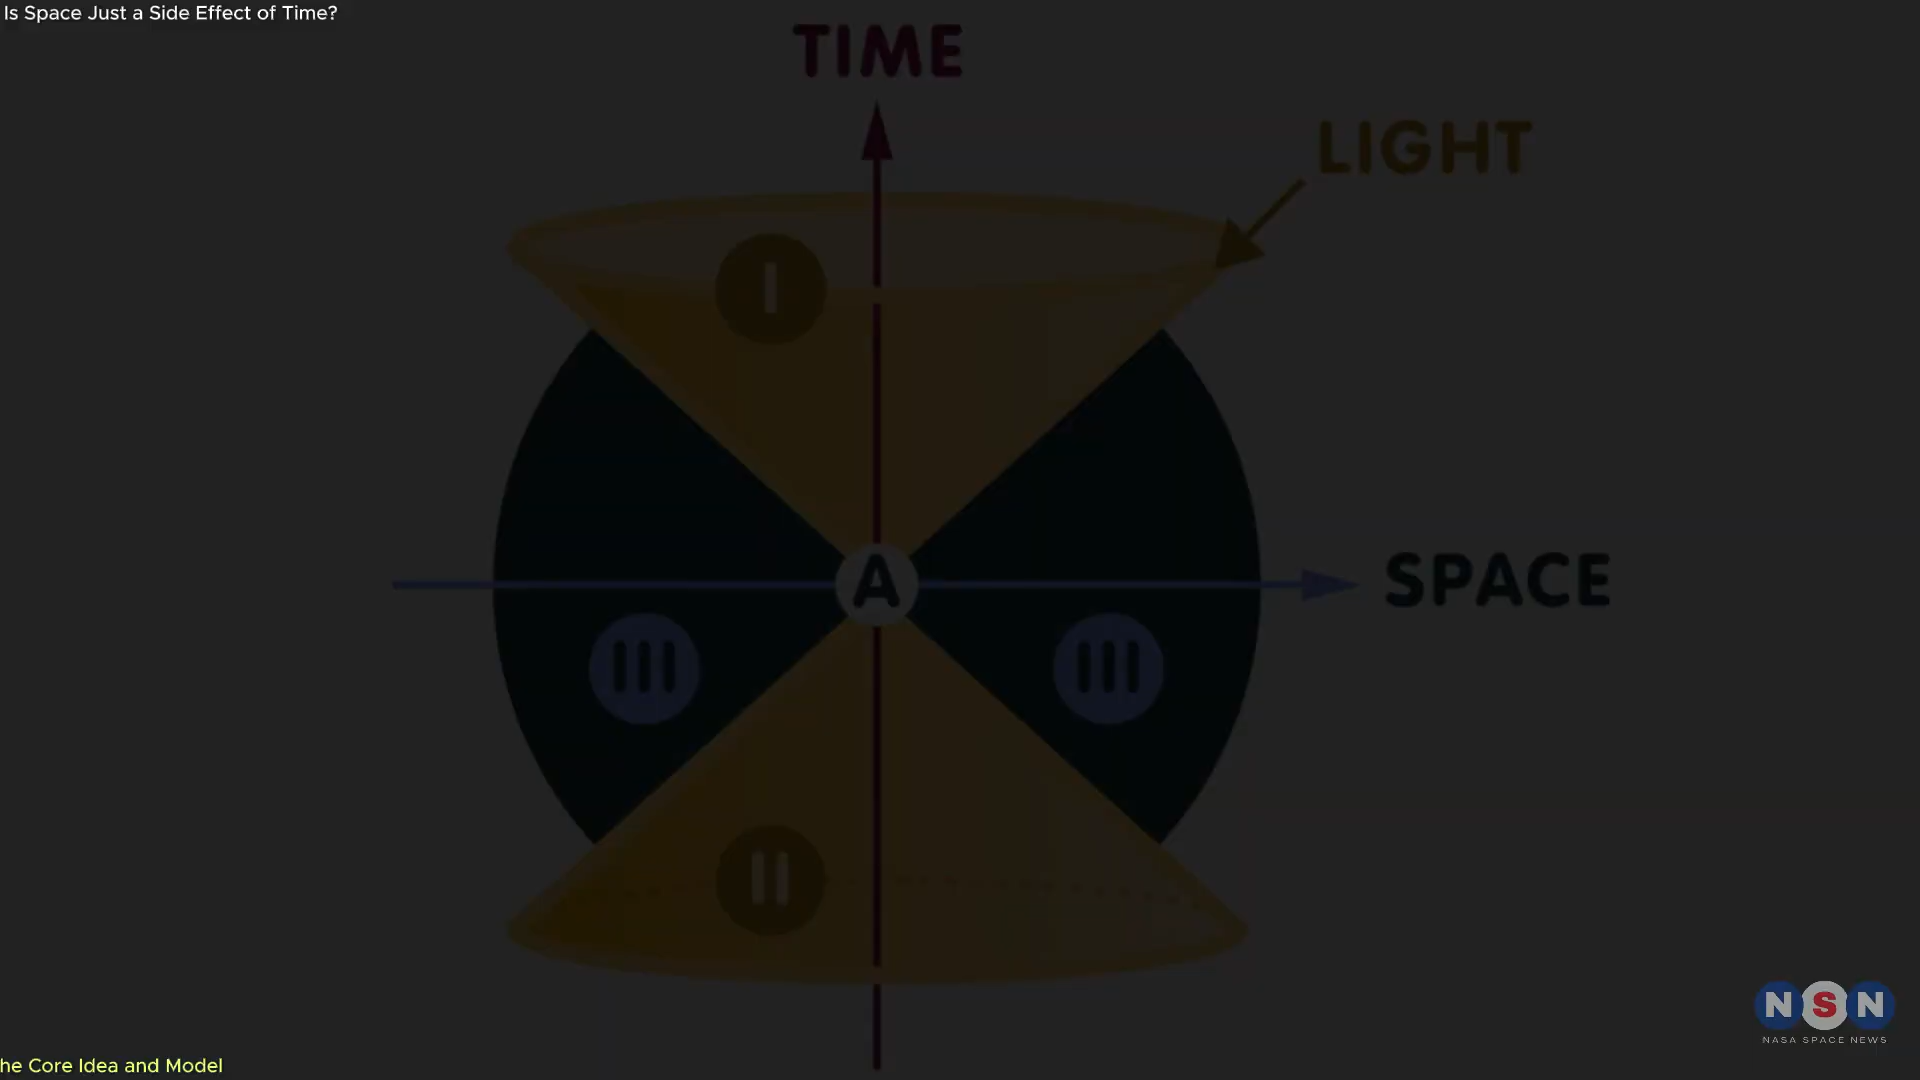 Is Space Just a Side Effect of Time?
TIME
LIGHT
I
A
SPACE
III
III
II
NSN
NASA SPACE NEWS
he Core Idea and Model